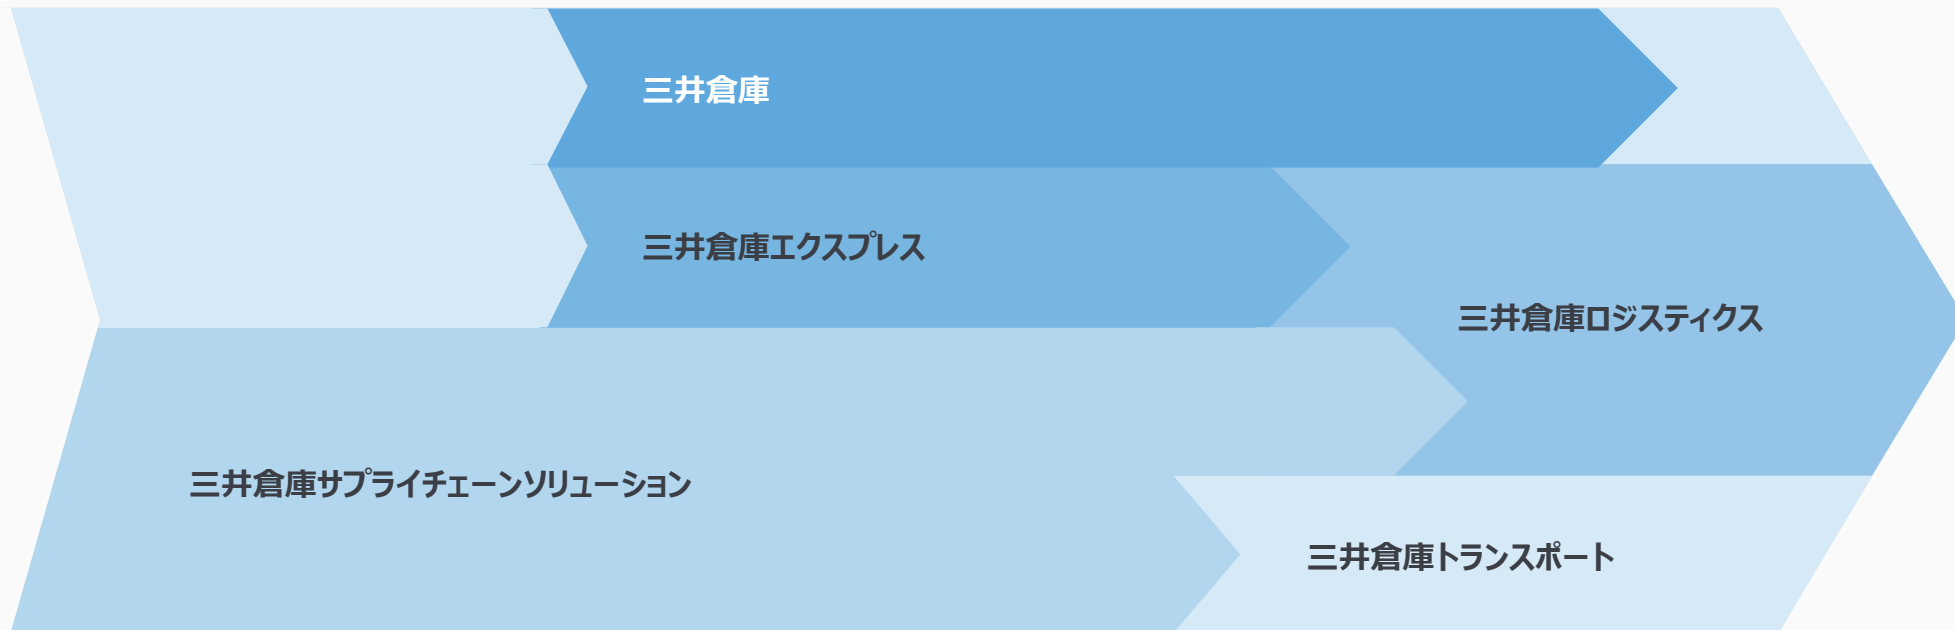 三井倉庫
三井倉庫エクスプレス
三井倉庫ロジスティクス
三井倉庫サプライチェーンソリューション
三井倉庫トランスポート